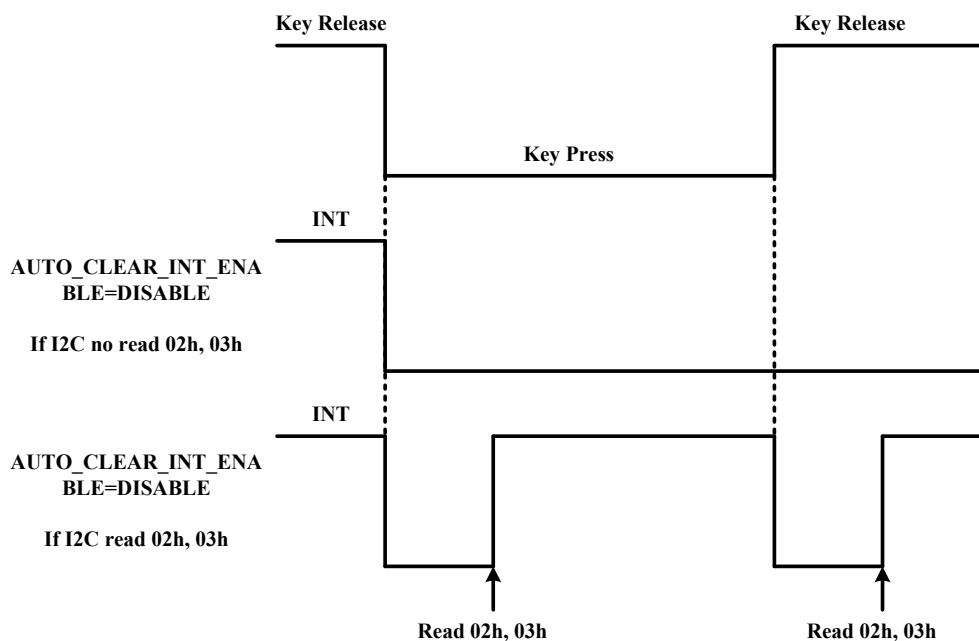 Key Release
Key Release
Key Press
INT
AUTO_CLEAR_INT_ENA
BLE=DISABLE
If I2C no read 02h, 03h
INT
AUTO_CLEAR_INT_ENA
BLE=DISABLE
If I2C read 02h, 03h
Read 02h, 03h
Read 02h, 03h